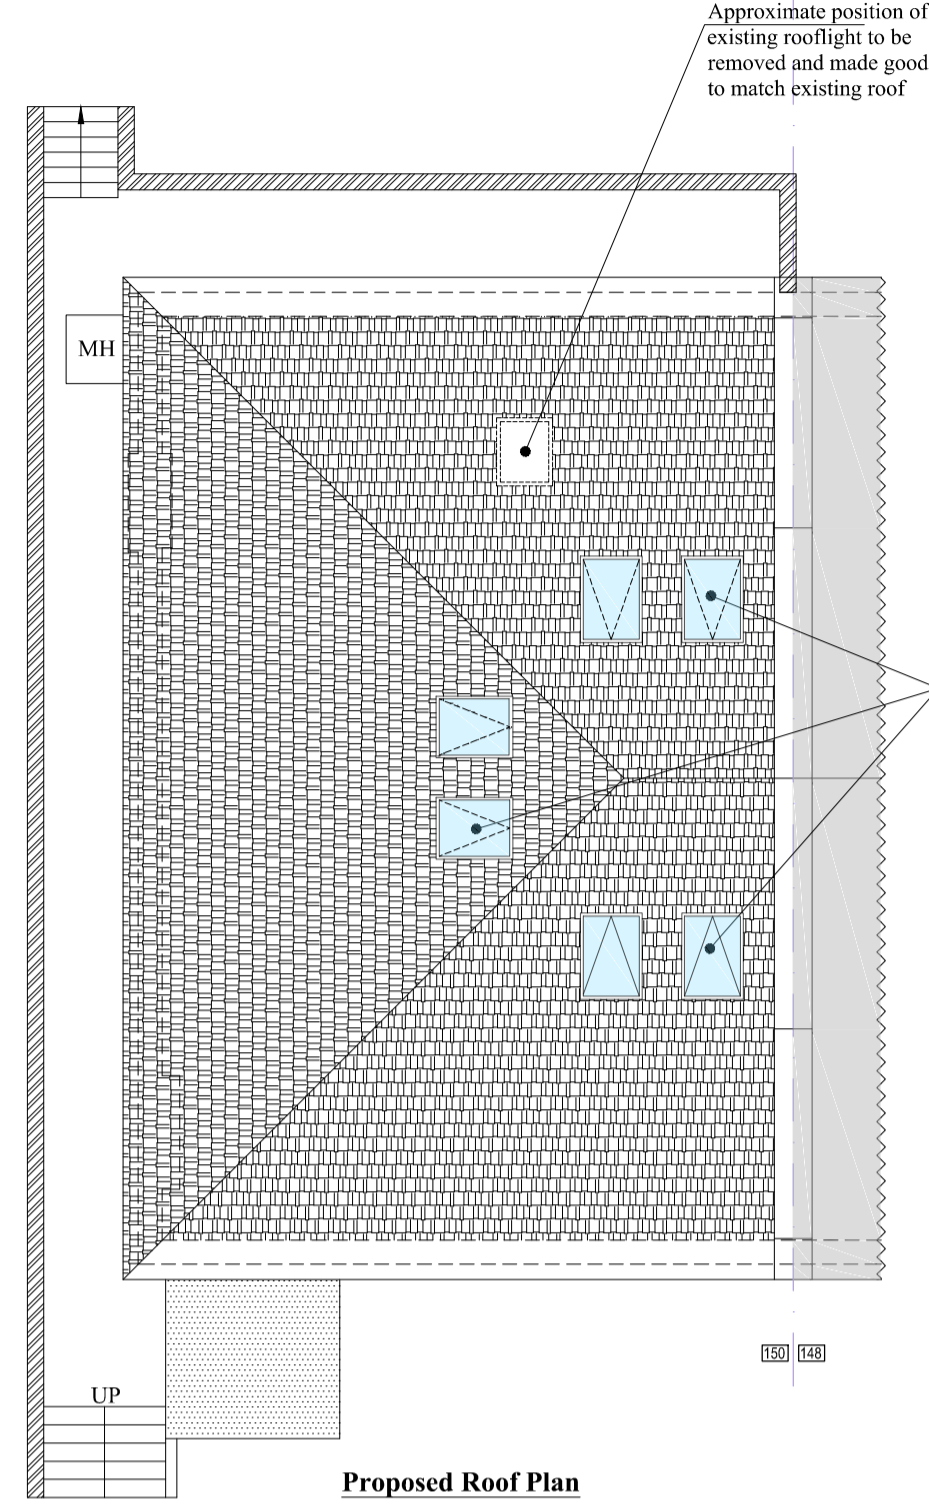 Approximate position of
existing rooflight to be
removed and made good
to match existing roof
MH
150 148
UP
Proposed Roof Plan